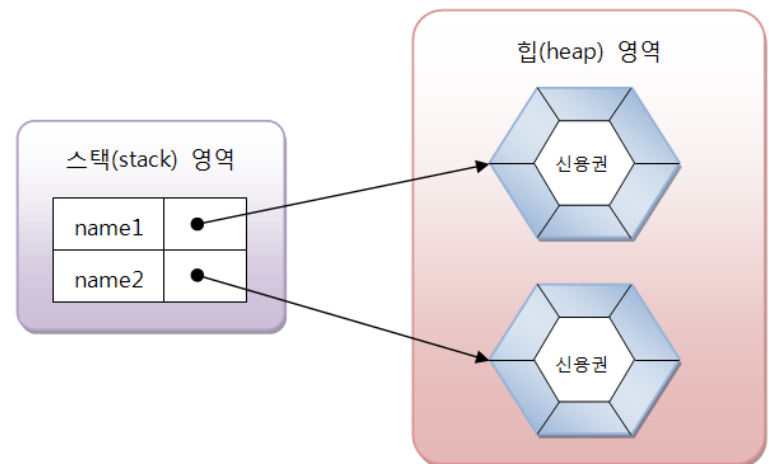 힙(heap) 영역
신용권
스택(stack) 영역
name1
name2
신용권